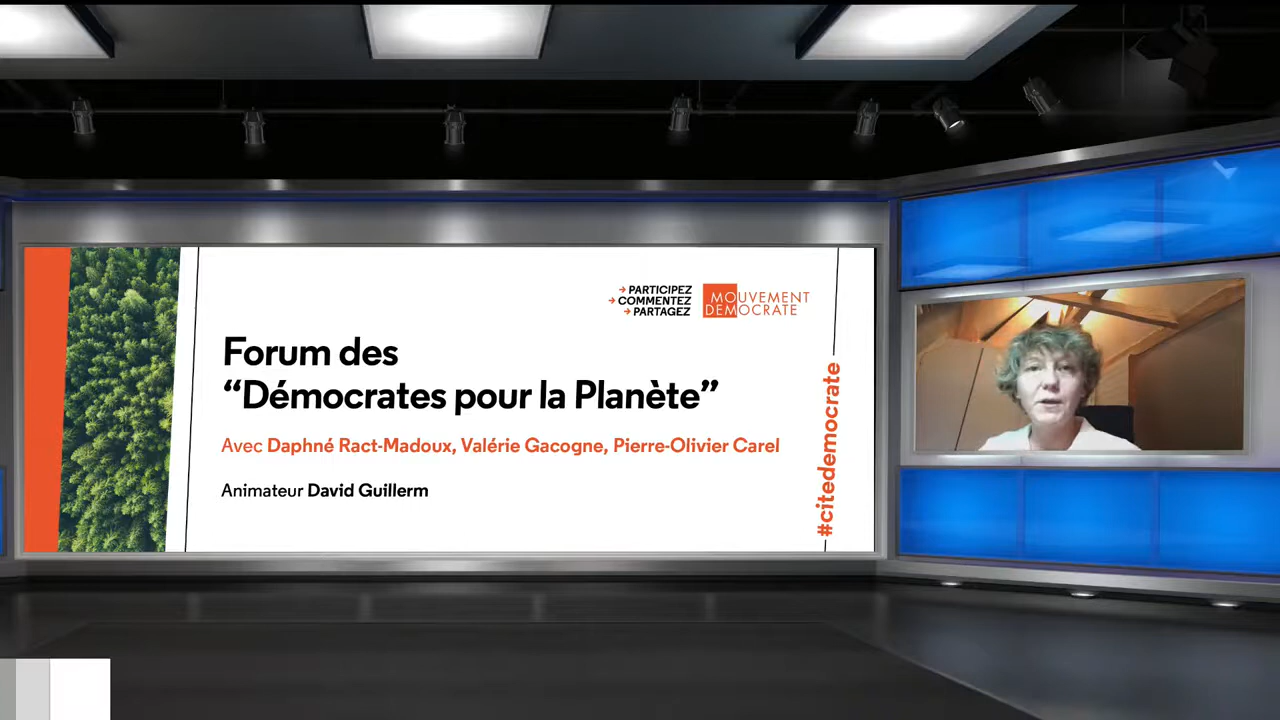 PARTICIPEZ
COMMENTEZ
PARTAGEZ
MOUVEMENT
DEMOCRATE
Forum des
“Démocrates pour la Planète”
Avec Daphné Ract-Madoux, Valérie Gacogne, Pierre-Olivier Carel
Animateur David Guillerm
#citedemocrate